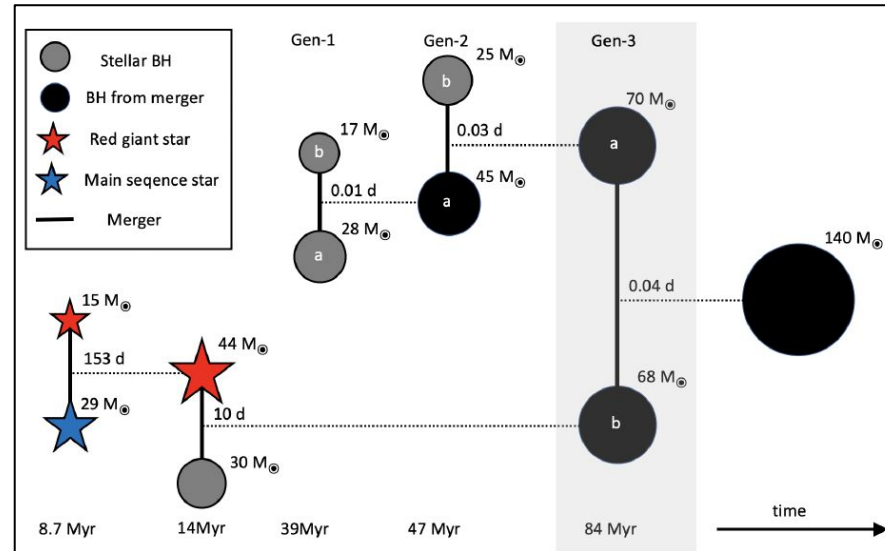 Stellar BH
BH from merger
Red giant star
Main seqence star
Merger
Gen-1
Gen-2
Gen-3
b
17 M☉
0.01 d
28 M☉
a
25 M☉
b
0.03 d
45 M☉
a
70 M☉
a
0.04 d
68 M☉
b
140 M☉
15 M☉
153 d
29 M☉
44 M☉
10 d
30 M☉
8.7 Myr
14Myr
39Myr
47 Myr
84 Myr
time